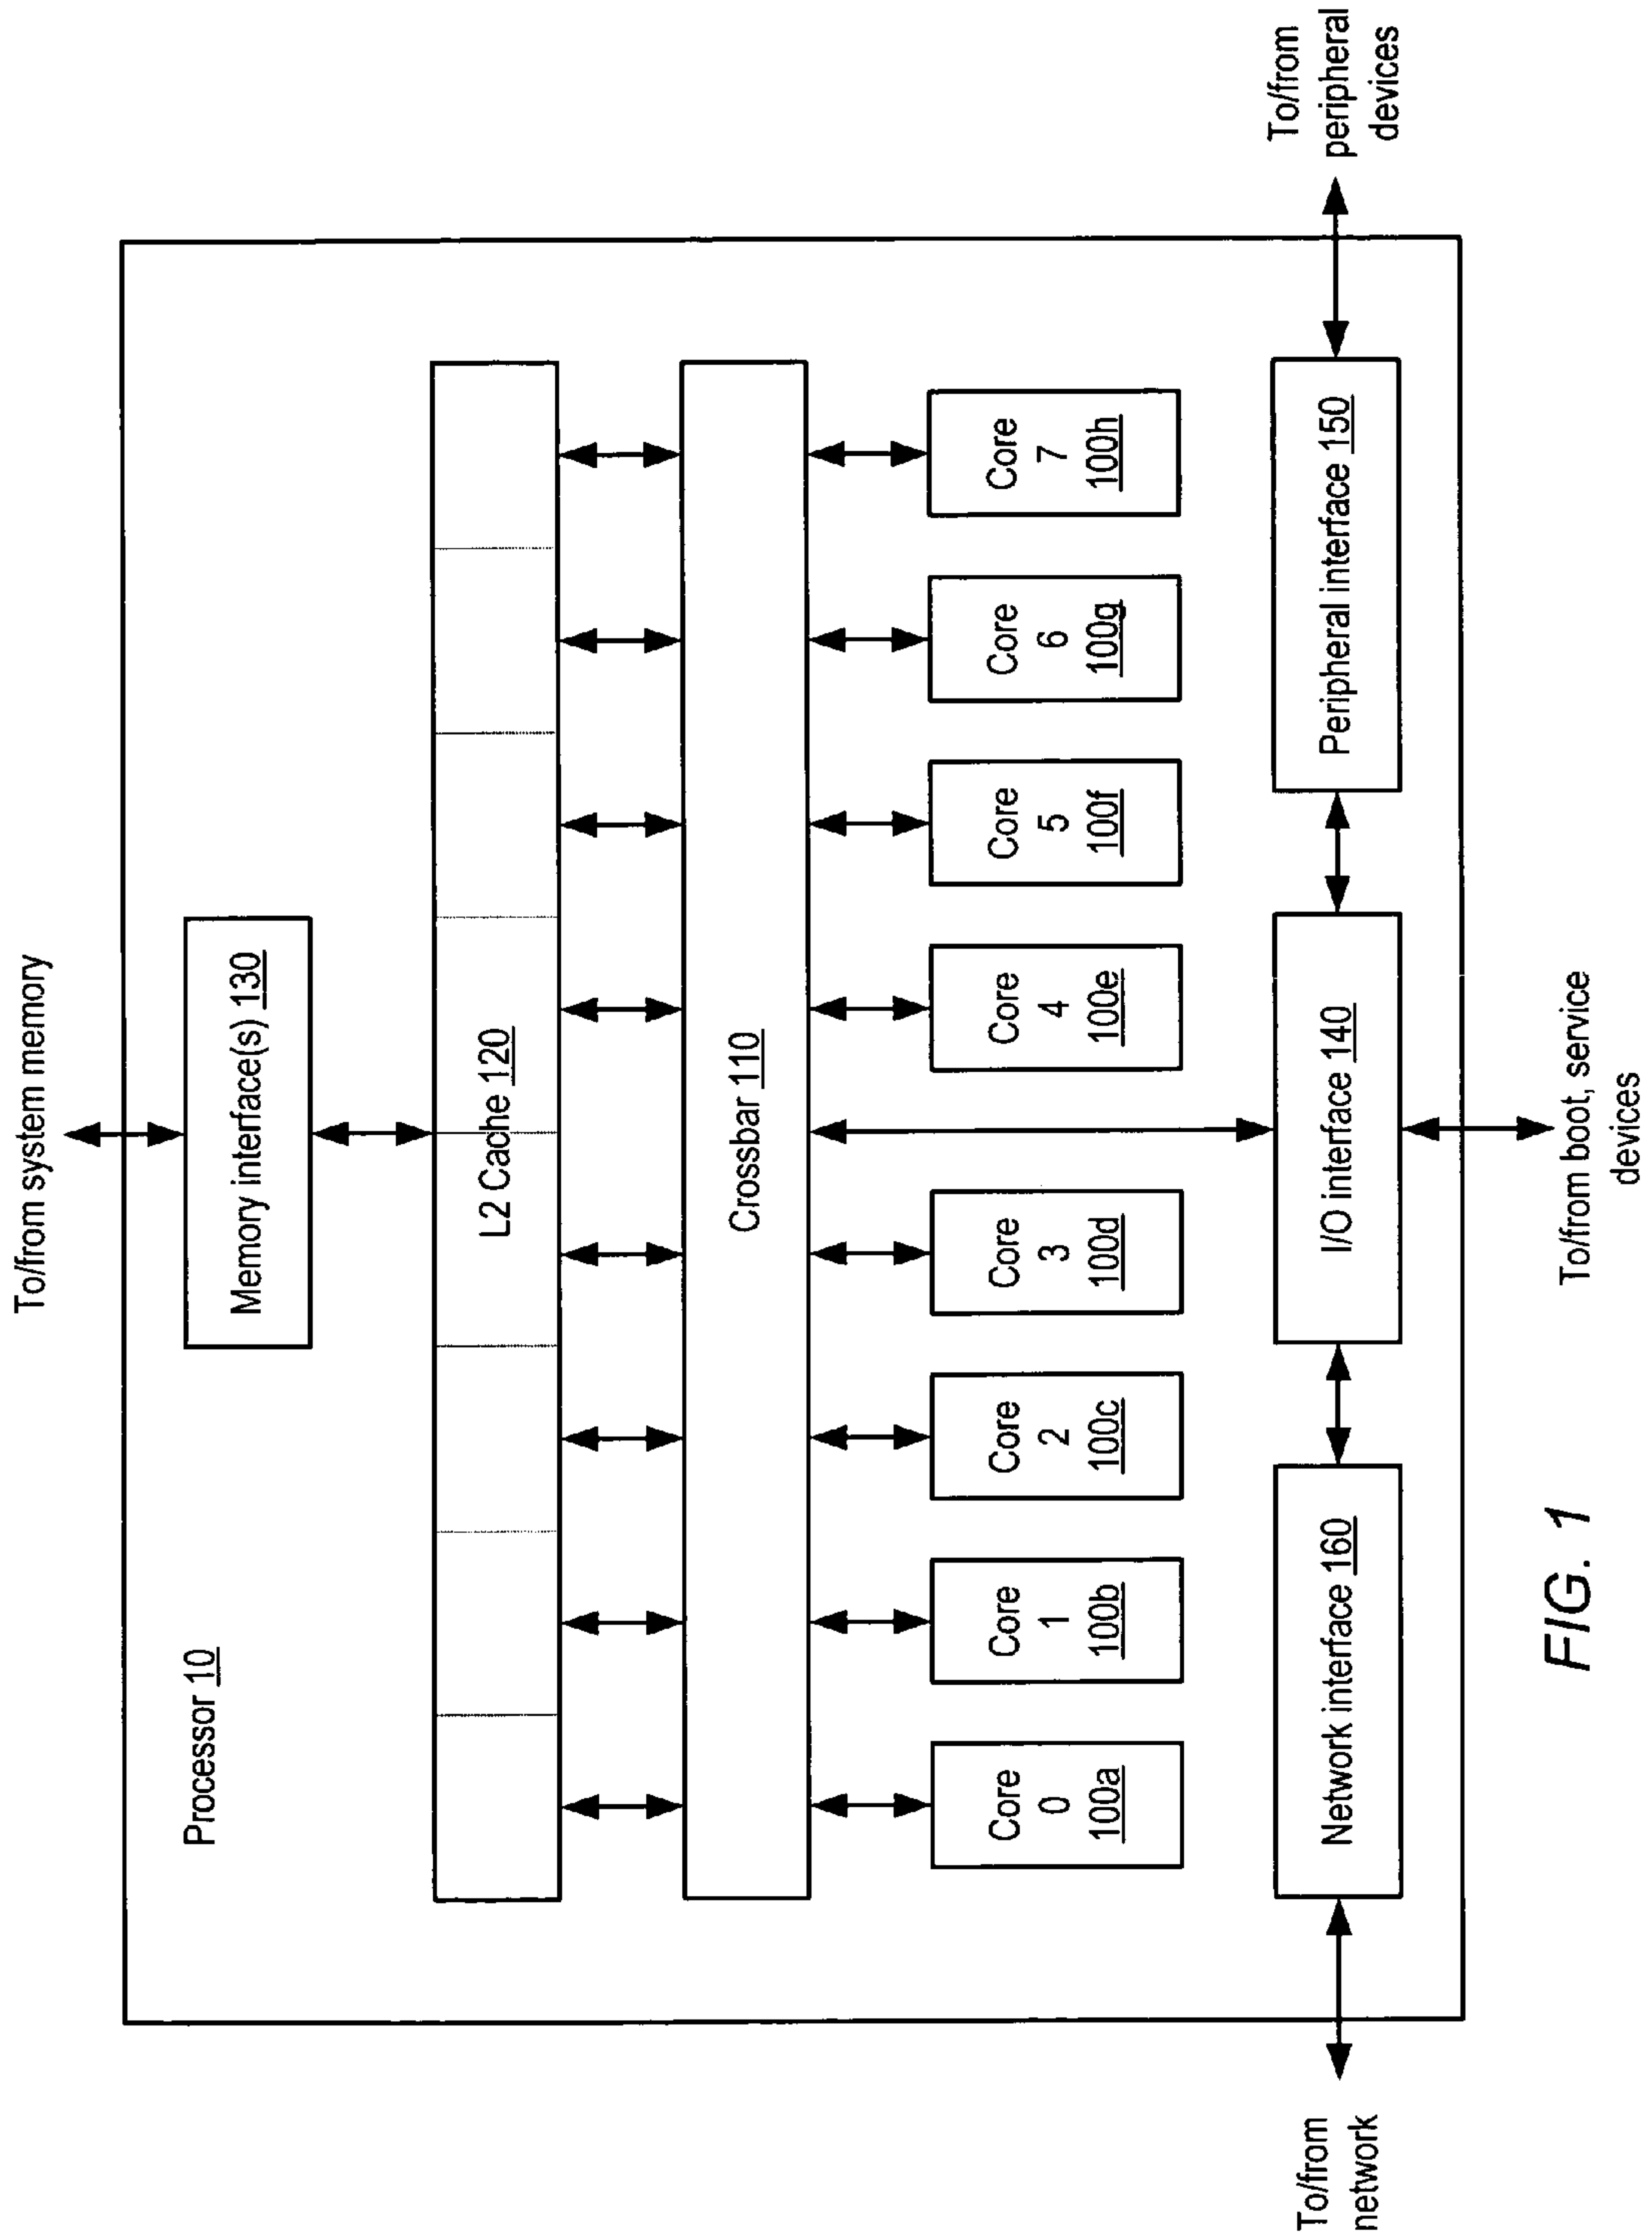 To/from system memory
Processor 10
Memory interface(s) 130
L2 Cache 120
Crossbar 110
Core
0
100a
Core
1
100b
Core
2
100c
Core
3
100d
Core
4
100e
Core
5
100f
Core
6
100g
Core
7
100h
To/from
network
Network interface 160
I/O interface 140
Peripheral interface 150
To/from
peripheral
devices
To/from boot, service
devices
FIG. 1